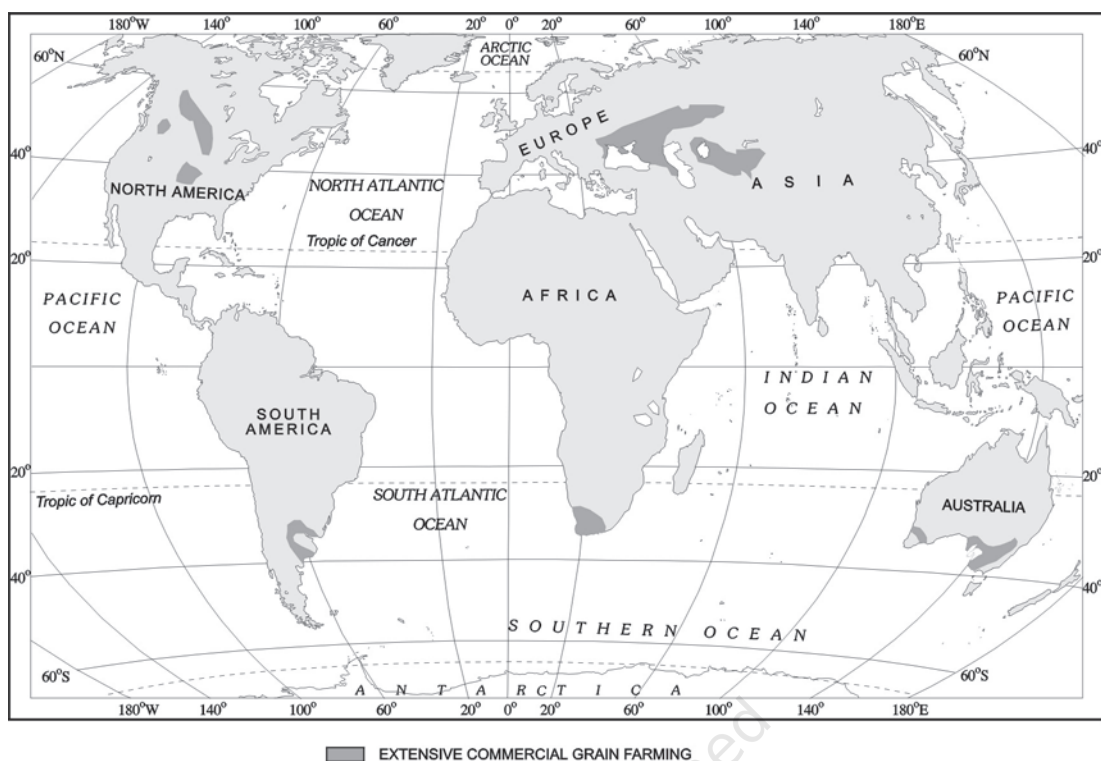 180°W 140° 100° 60° 20° 0° 20° 60° 100° 140° 180°E
60°N
ARCTIC
OCEAN
60°N
EUROPE
40°
40°
ASIA
NORTH AMERICA
NORTH ATLANTIC
OCEAN
Tropic of Cancer
20°
20°
PACIFIC
OCEAN
AFRICA
PACIFIC
OCEAN
INDIAN
OCEAN
SOUTH
AMERICA
20°
20°
Tropic of Capricorn
SOUTH ATLANTIC
OCEAN
AUSTRALIA
40°
40°
SOUTHERN OCEAN
60°S
60°S
ANTARCTICA
180°W 140° 100° 60° 20° 0° 20° 60° 100° 140° 180°E
EXTENSIVE COMMERCIAL GRAIN FARMING